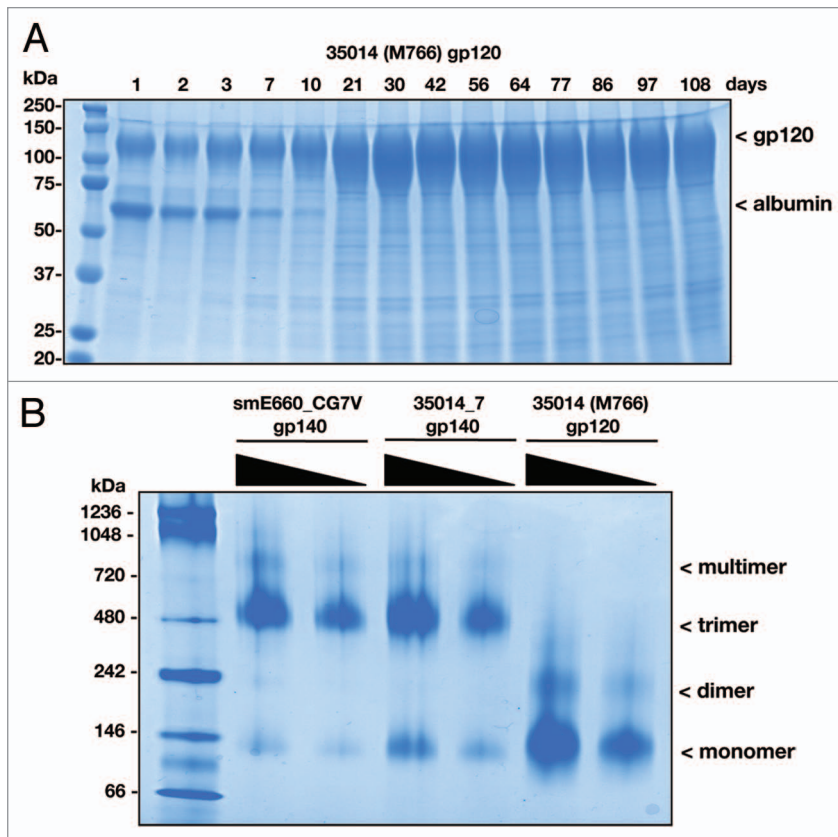 A
35014 (M766) gp120
kDa 1 2 3 7 10 21 30 42 56 64 77 86 97 108 days
250-
150-
< gp120
100-
75-
< albumin
50-
37-
25-
20-
B
smE660_CG7V 35014_7 35014 (M766)
gp140 gp140 gp120
kDa
1236 -
1048 -
< multimer
720 -
480 -
< trimer
242 -
< dimer
146 -
< monomer
66 -